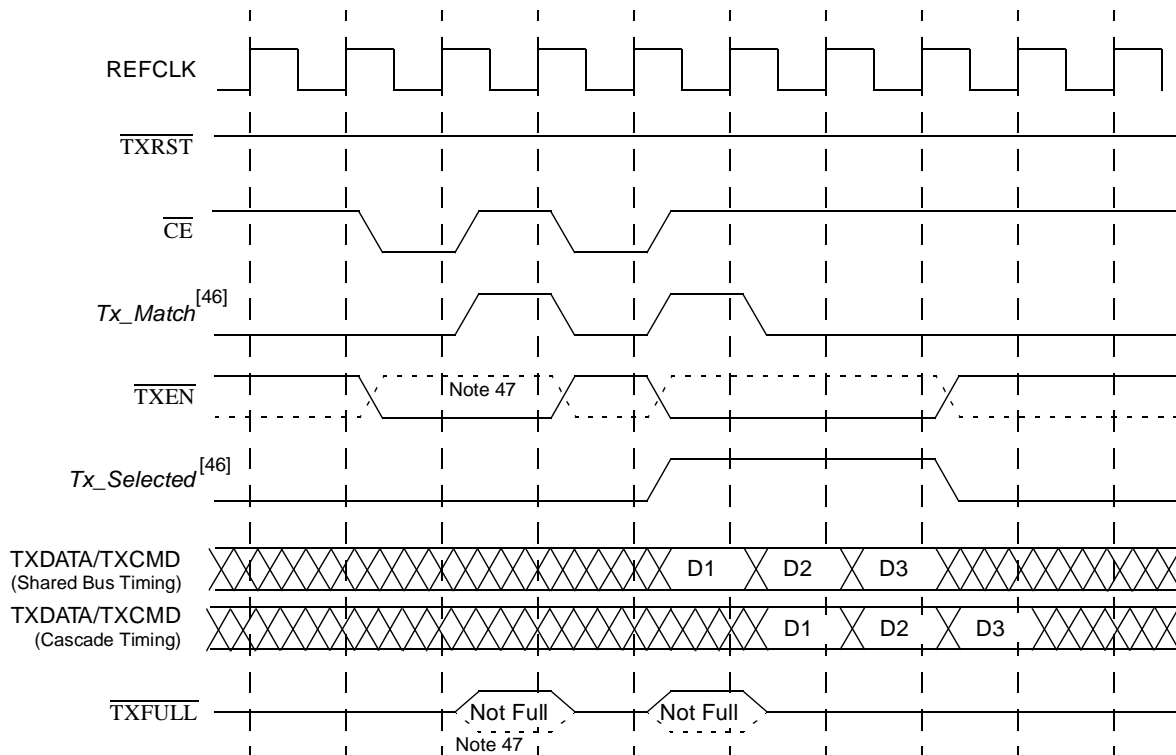 REFCLK
TXRST
CE
Tx_Match[46]
TXEN
Note 47
Tx_Selected[46]
TXDATA/TXCMD
(Shared Bus Timing)
D1 D2 D3
TXDATA/TXCMD
(Cascade Timing)
D1 D2 D3
TXFULL
Not Full Not Full
Note 47